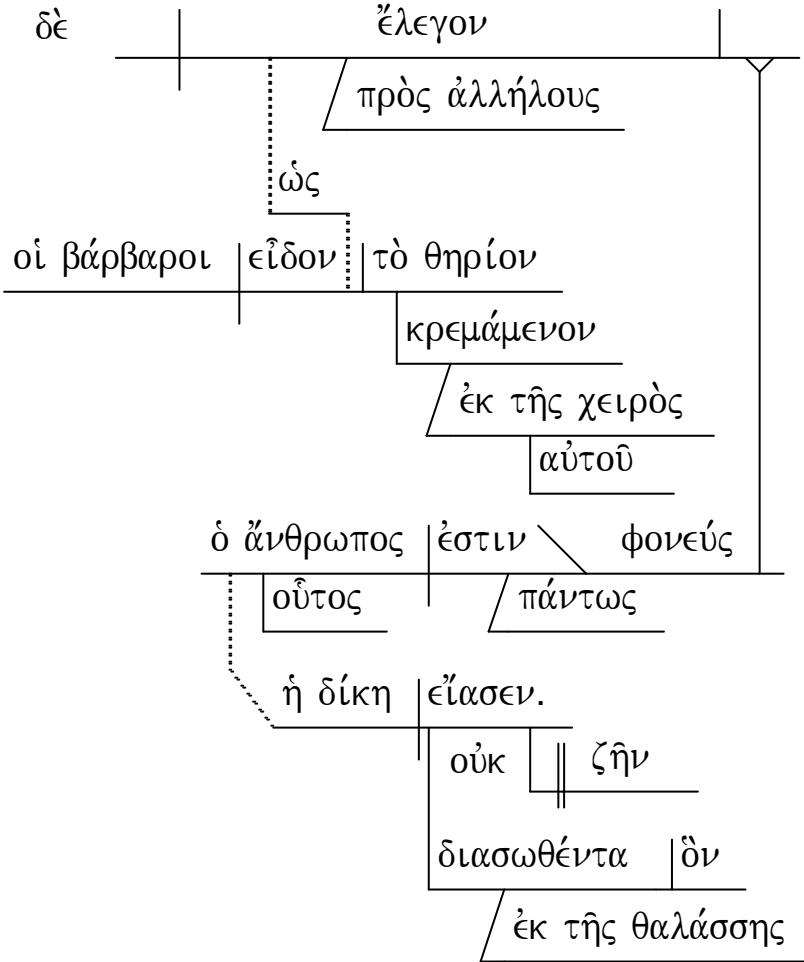 δὲ ἔλεγον
πρὸς ἀλλήλους
ὡς
οἱ βάρβαροι εἶδον τὸ θηρίον
κρεμάμενον
ἐκ τῆς χειρὸς
αὐτοῦ
ὁ ἄνθρωπος ἐστιν φονεύς
οὗτος πάντως
ἡ δίκη εἴασεν.
οὐκ ζῆν
διασωθέντα ὃν
ἐκ τῆς θαλάσσης